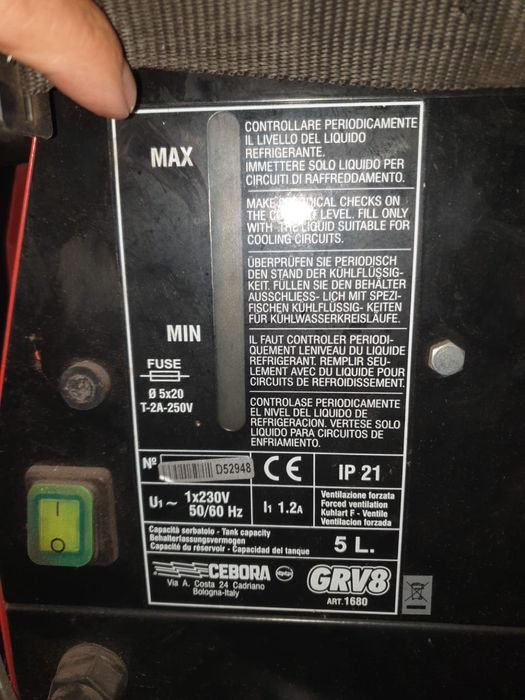 MAX
CONTROLLARE PERIODICAMENTE
IL LIVELLO DEL LIQUIDO
REFRIGERANTE.
IMMETTERE SOLO LIQUIDO PER
CIRCUITI DI RAFFREDDAMENTO.
MAKE PERIODICAL CHECKS ON
THE LEVEL. FILL ONLY
WITH THE LIQUID SUITABLE FOR
COOLING CIRCUITS.
ÜBERPRÜFEN SIE PERIODISCH
DEN STAND DER KÜHLFLÜSSIG-
KEIT. FÜLLEN SIE DEN BEHÄLTER
AUSSCHLIESS- LICH MIT SPEZI-
FISCHEN KÜHLFLÜSSIG- KEITEN
FÜR KÜHLWASSERKREISLÄUFE.
MIN
IL FAUT CONTROLER PERIODI-
QUEMENT LENIVEAU DU LIQUIDE
REFRIGERANT. REMPLIR SEU-
LEMENT AVEC DU LIQUIDE POUR
CIRCUITS DE REFROIDISSEMENT.
FUSE
Ø 5x20
T-2A-250V
CONTROLASE PERIODICAMENTE
EL NIVEL DEL LIQUIDO DE
REFRIGERACION. VERTESE SOLO
LIQUIDO PARA CIRCUITOS DE
ENFRIAMIENTO.
Nº D52948 CE IP 21
U1 ~ 1x230V
50/60 Hz
I1 1.2A
Ventilazione forzata
Forced ventilation
Kuhlart F - Ventilo
Ventilacion forzada
Capacità serbatoio - Tank capacity
Behalterfassungsvermogen
Capacité du réservoir - Capacidad del tanque
5 L.
CEBORA
Via A. Costa 24 Cadriano
Bologna-Italy
GRV8
ART. 1680
I
O